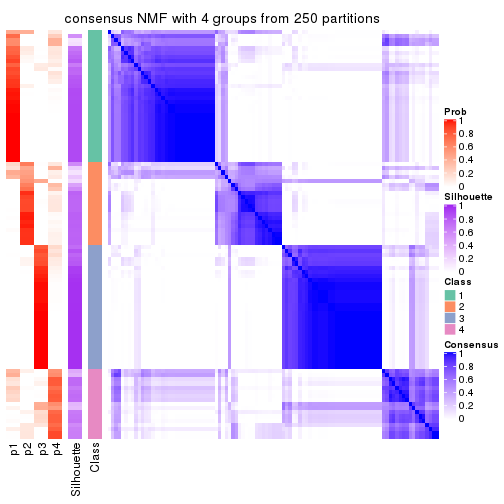 consensus NMF with 4 groups from 250 partitions
Prob
1
0.8
0.6
0.4
0.2
0
Silhouette
1
0.8
0.6
0.4
0.2
0
Class
1
2
3
4
Consensus
1
0.8
0.6
0.4
0.2
0
p1
p2
p3
p4
Silhouette
Class